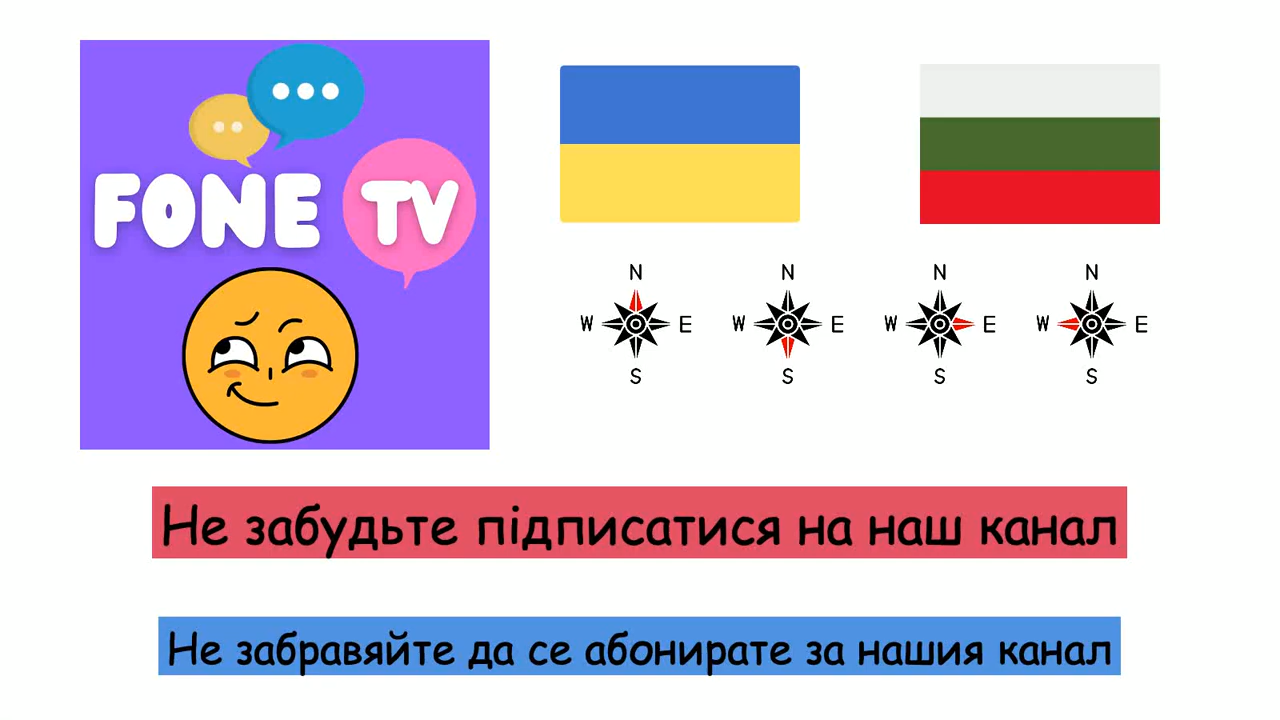 FONE TV
N N N N
W E W E W E W E
S S S S
Не забудьте підписатися на наш канал
Не забравяйте да се абонирате за нашия канал